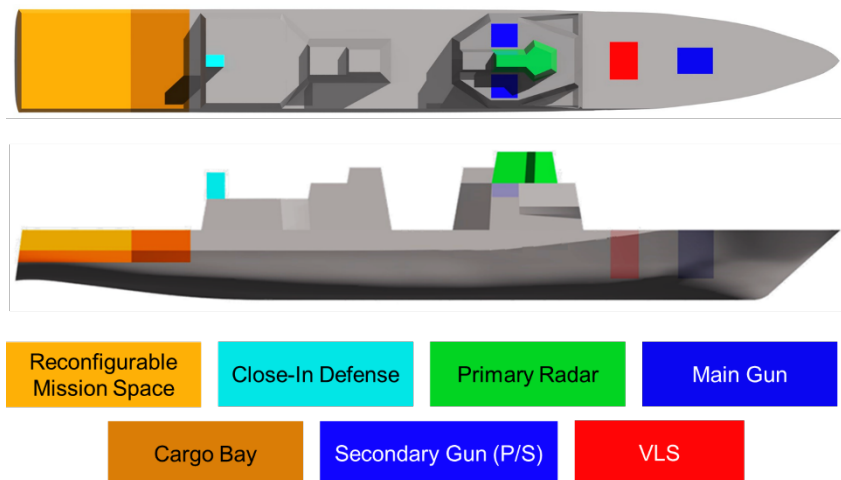 Reconfigurable
Mission Space
Close-In Defense
Primary Radar
Main Gun
Cargo Bay
Secondary Gun (P/S)
VLS